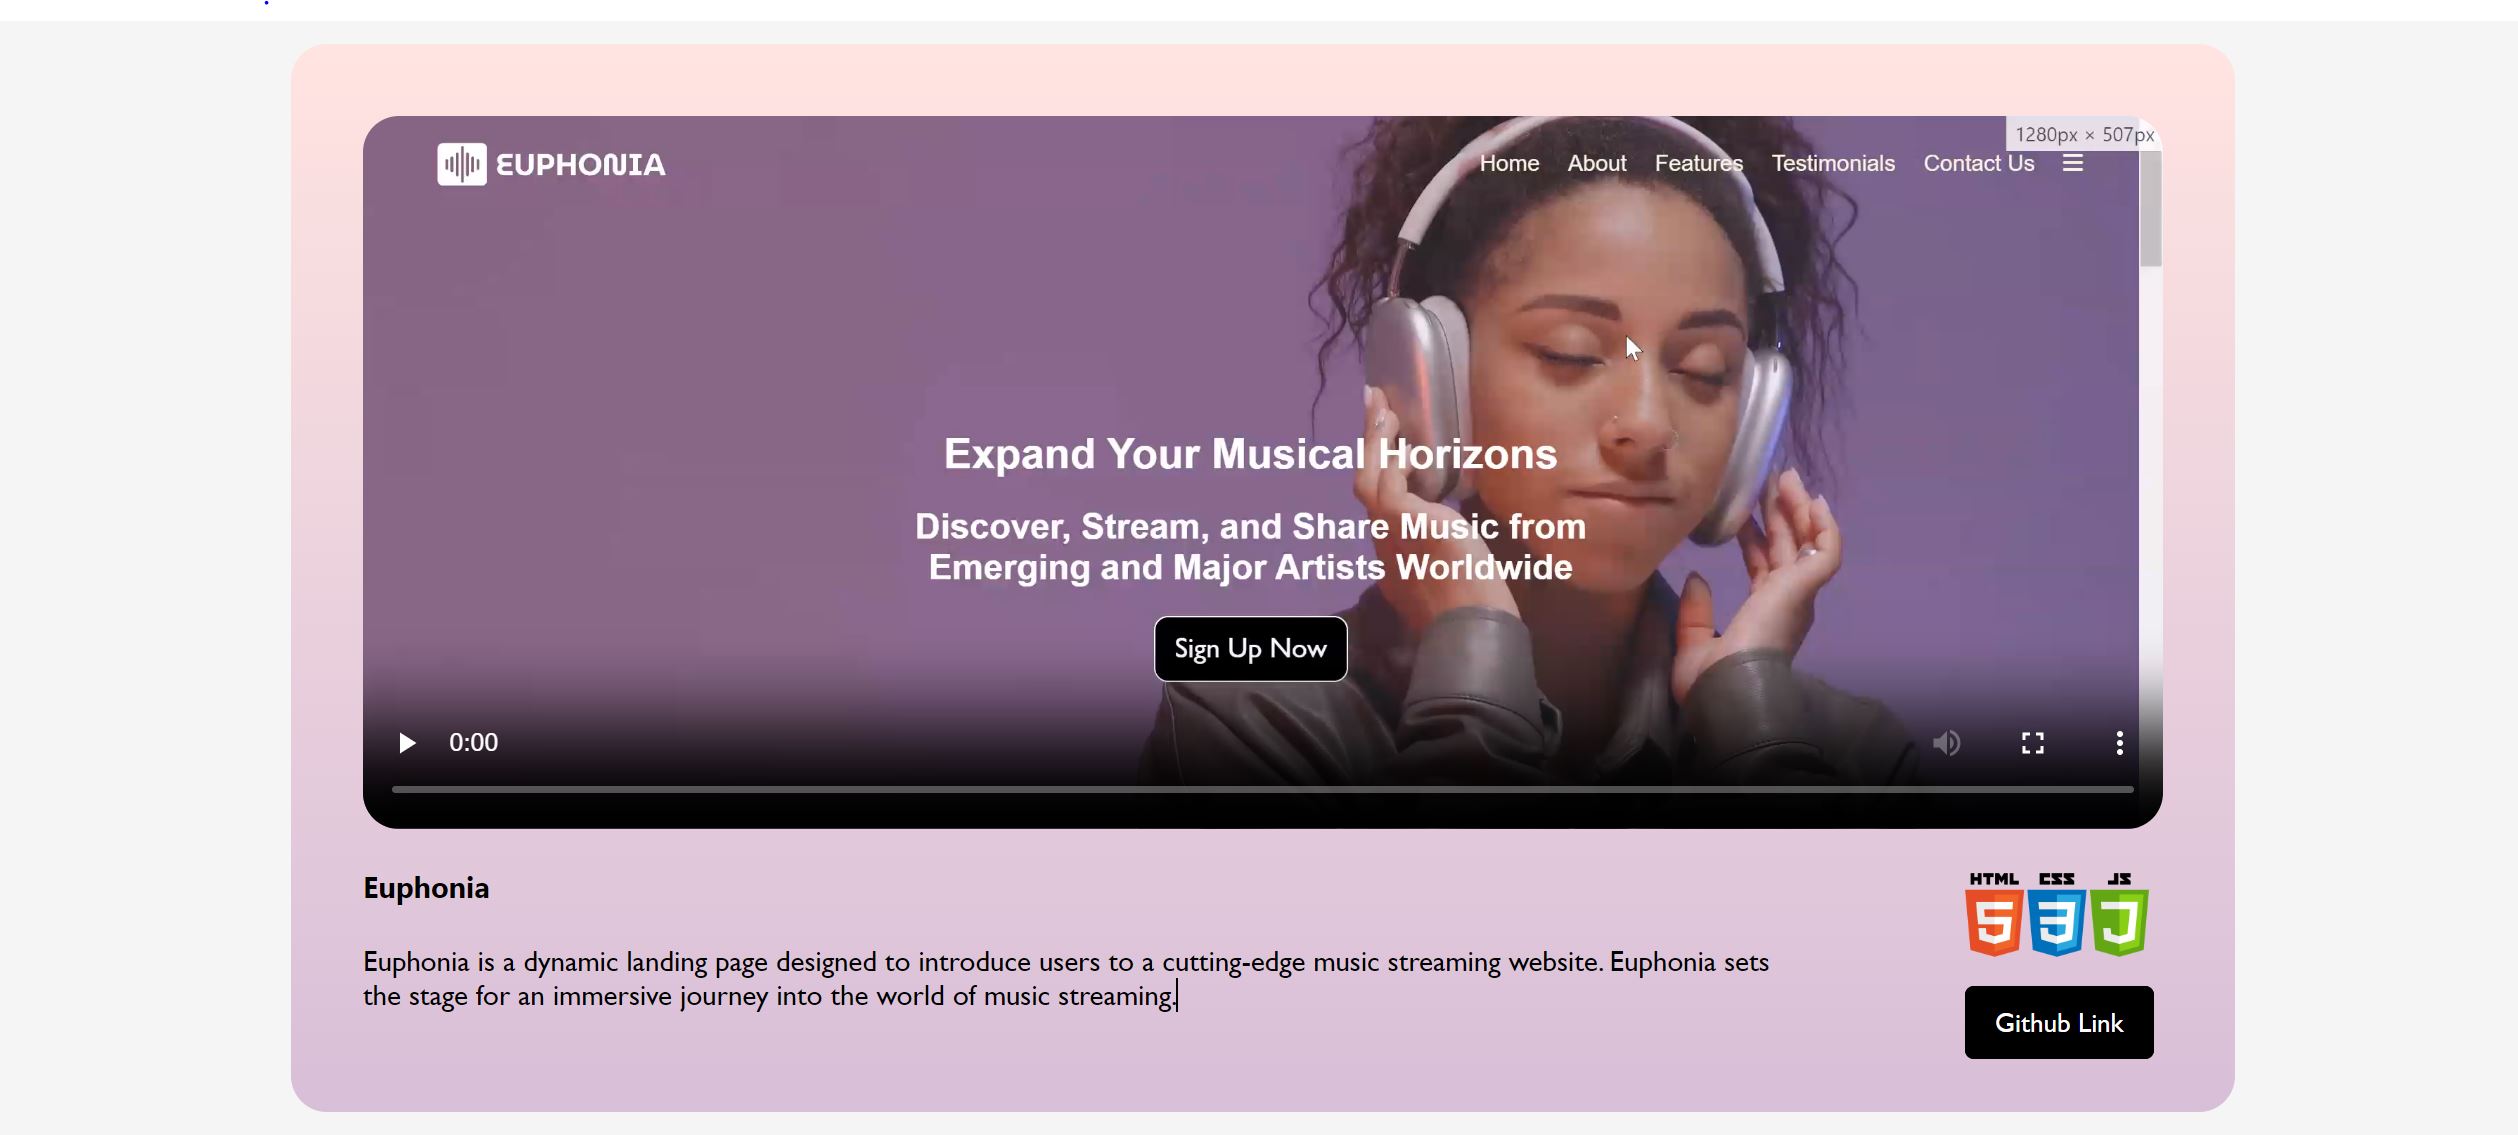 1280px × 507px
EUPHONIA
Home About Features Testimonials Contact Us
Expand Your Musical Horizons
Discover, Stream, and Share Music from
Emerging and Major Artists Worldwide
Sign Up Now
0:00
Euphonia
HTML CSS JS
5 3 J
Euphonia is a dynamic landing page designed to introduce users to a cutting-edge music streaming website. Euphonia sets
the stage for an immersive journey into the world of music streaming.
Github Link